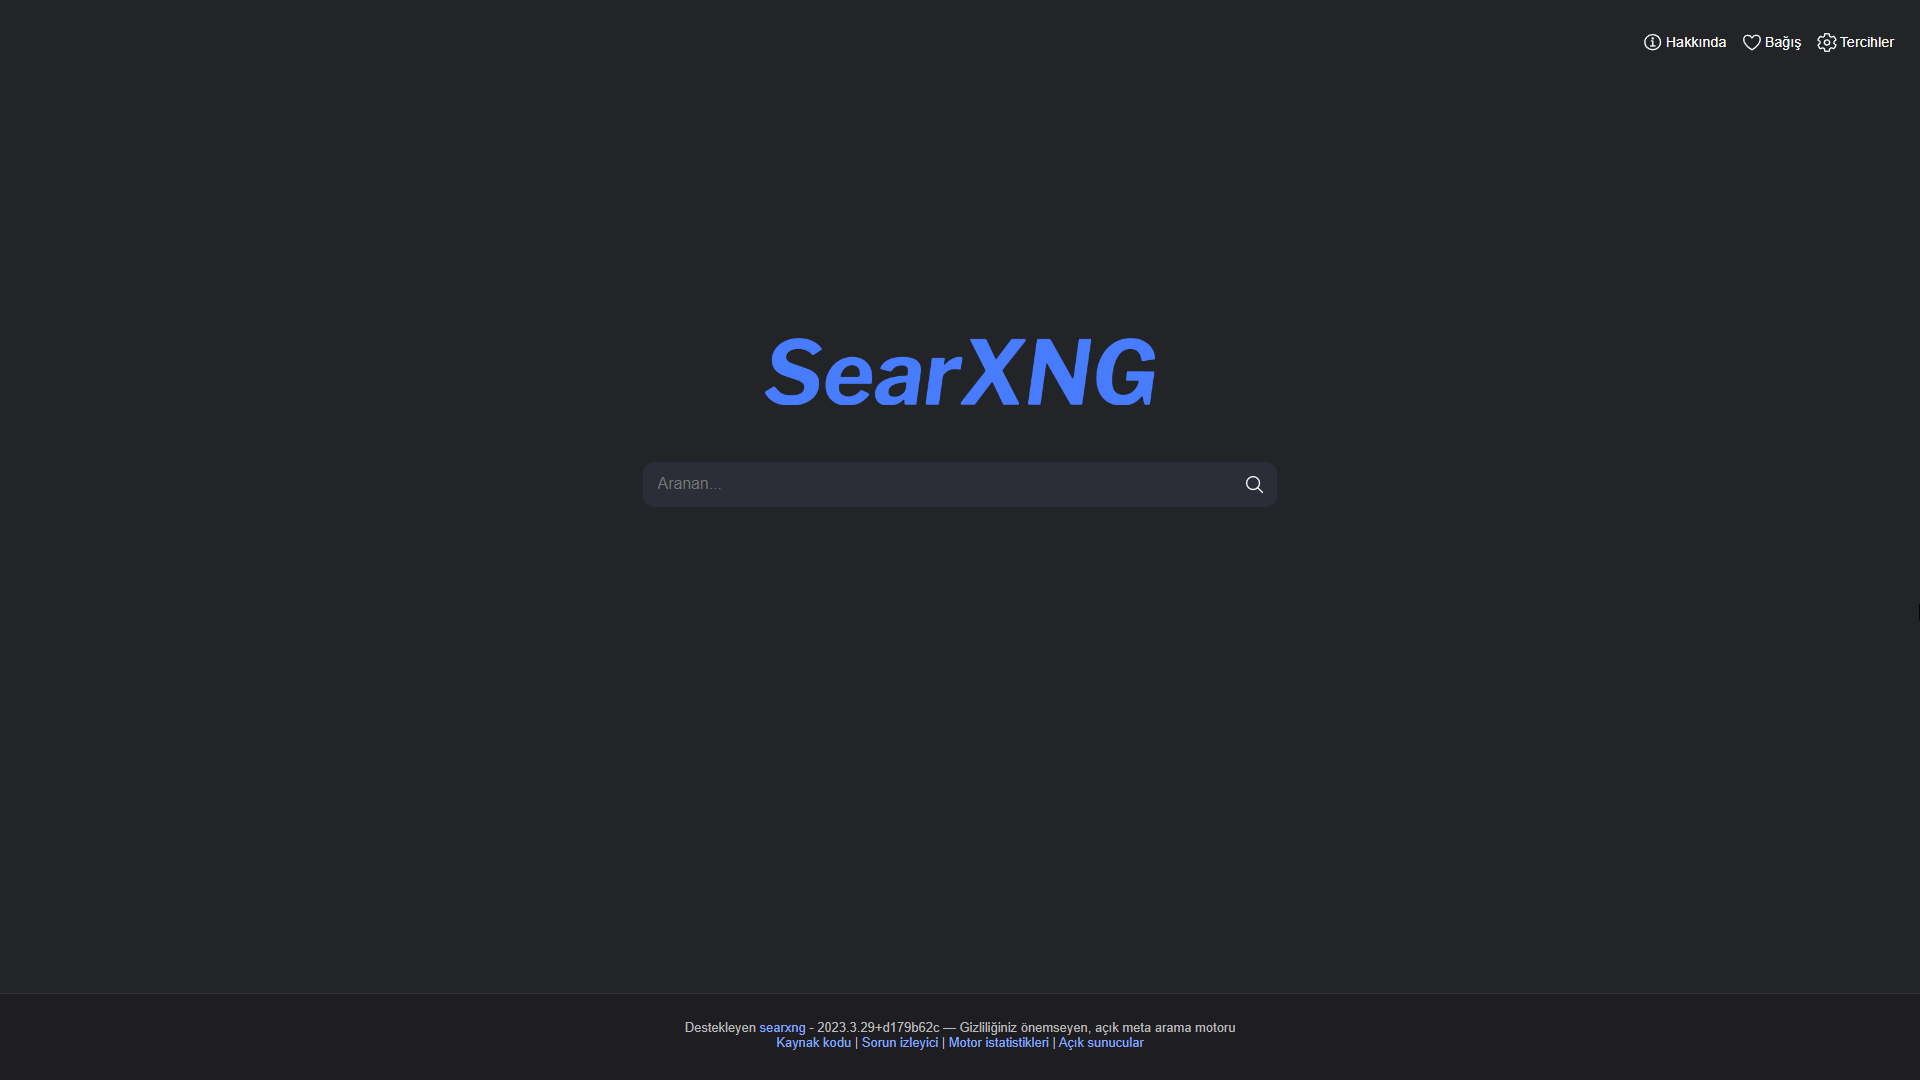 Hakkında Bağış Tercihler
SearXNG
Aranan...
Destekleyen searxng - 2023.3.29+d179b62c — Gizliliğiniz önemseyen, açık meta arama motoru
Kaynak kodu | Sorun izleyici | Motor istatistikleri | Açık sunucular